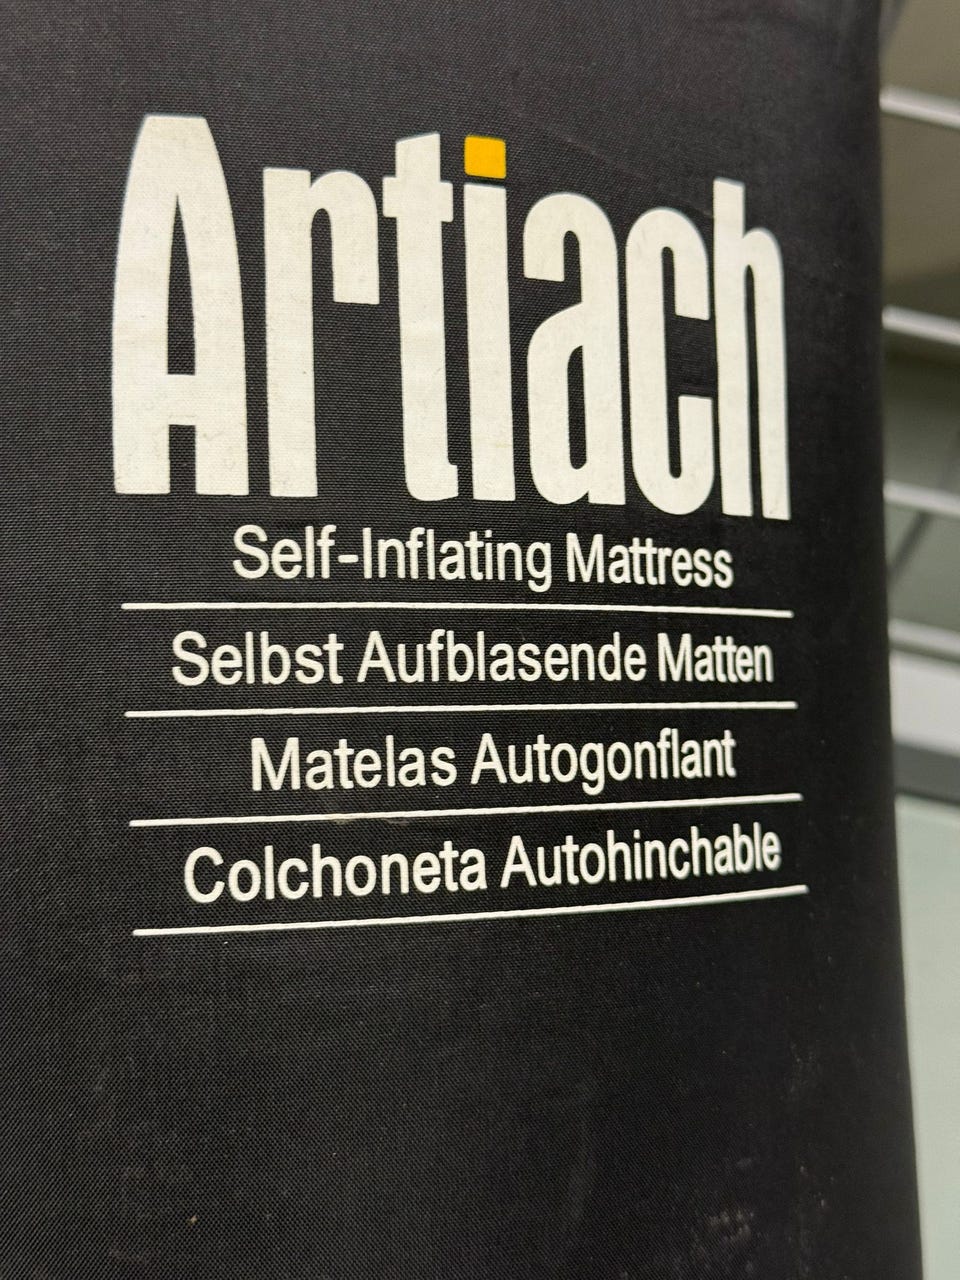 Artiach
Self-Inflating Mattress
Selbst Aufblasende Matten
Matelas Autogonflant
Colchoneta Autohinchable